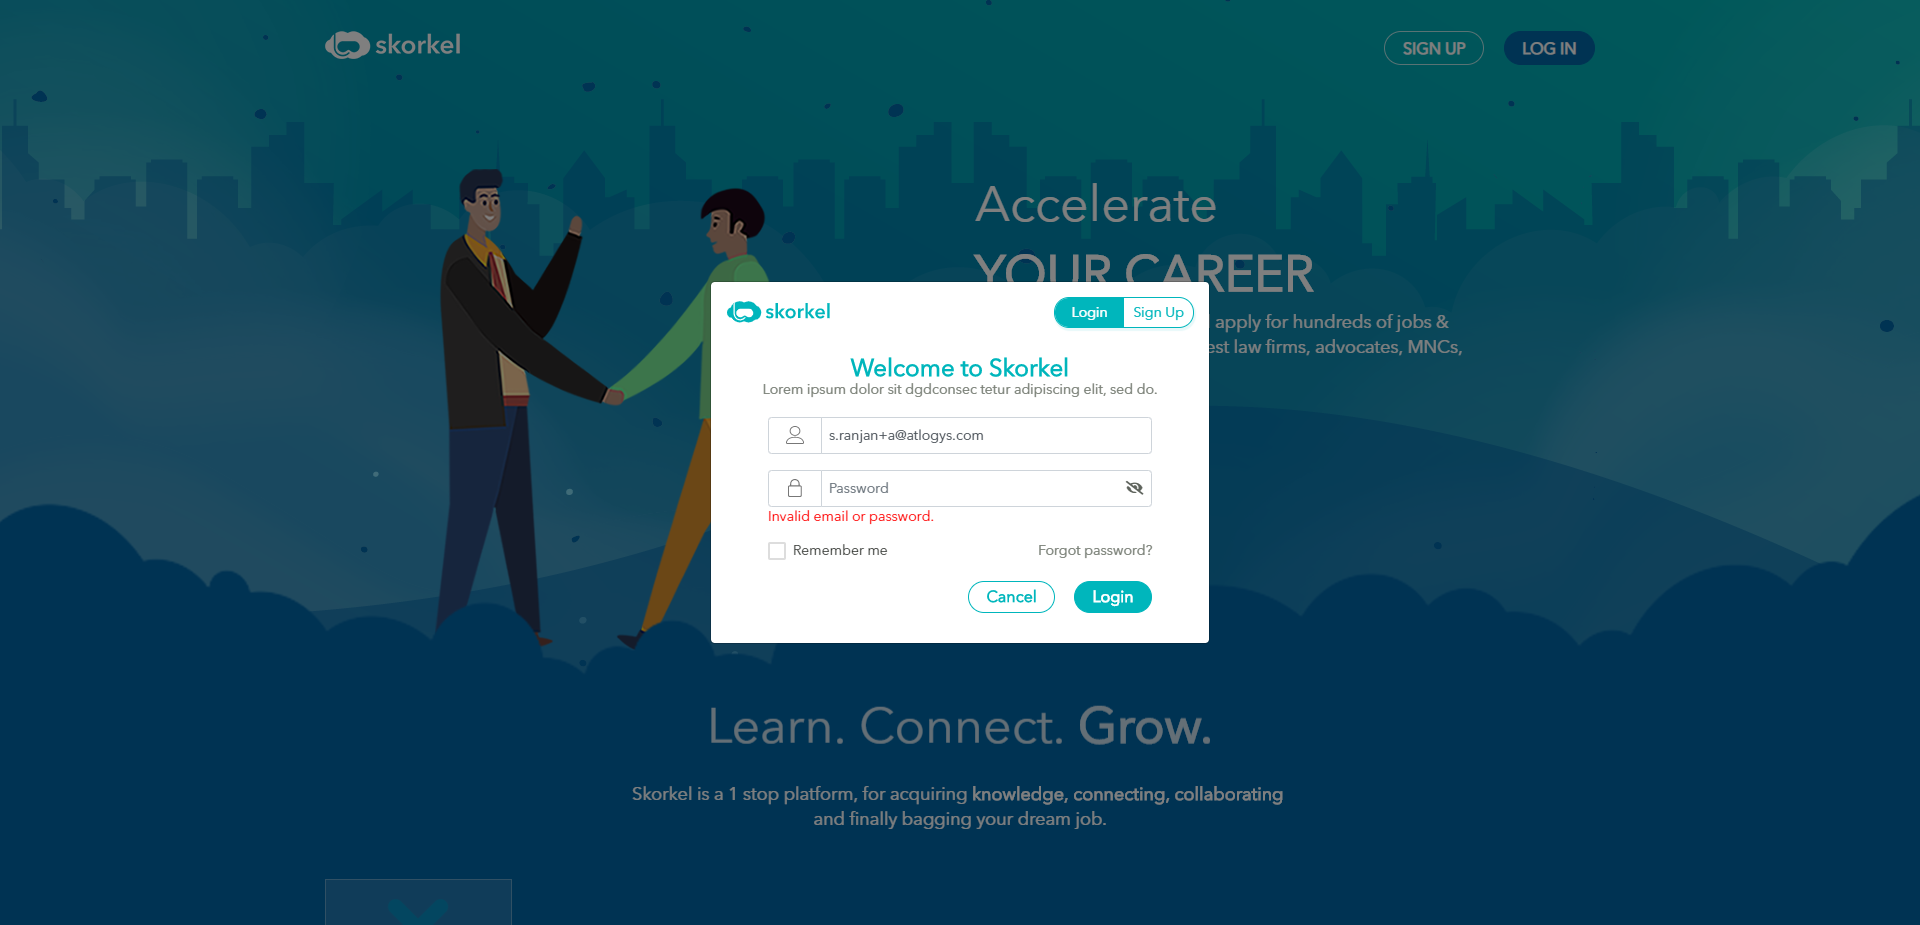 skorkel
SIGN UP
LOG IN
Accelerate
YOUR CAREER
apply for hundreds of jobs &
law firms, advocates, MNCs,
skorkel
Login
Sign Up
Welcome to Skorkel
Lorem ipsum dolor sit dgdconsec tetur adipiscing elit, sed do.
s.ranjan+a@atlogys.com
Password
Invalid email or password.
Remember me
Forgot password?
Cancel
Login
Learn. Connect. Grow.
Skorkel is a 1 stop platform, for acquiring knowledge, connecting, collaborating
and finally bagging your dream job.